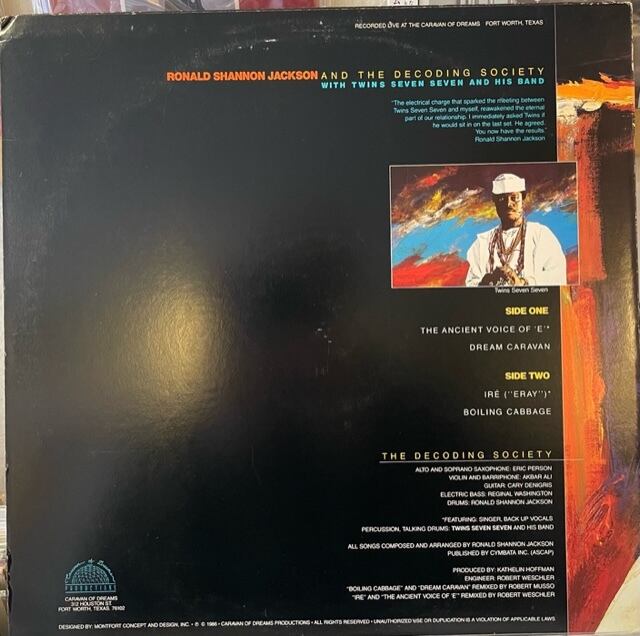 RECORDED LIVE AT THE CARAVAN OF DREAMS FORT WORTH, TEXAS
RONALD SHANNON JACKSON AND THE DECODING SOCIETY
WITH TWINS SEVEN SEVEN AND HIS BAND
"The electrical charge that sparked the meeting between
Twins Seven Seven and myself, reawakened the eternal
part of our relationship. I immediately asked Twins if
he would sit in on the last set. He agreed.
You now have the results."
Ronald Shannon Jackson
Twins Seven Seven
SIDE ONE
THE ANCIENT VOICE OF 'E'*
DREAM CARAVAN
SIDE TWO
IRÉ (''ERAY'')*
BOILING CABBAGE
THE DECODING SOCIETY
ALTO AND SOPRANO SAXOPHONE: ERIC PERSON
VIOLIN AND BARRIPHONE: AKBAR ALI
GUITAR: CARY DENIGRIS
ELECTRIC BASS: REGINAL WASHINGTON
DRUMS: RONALD SHANNON JACKSON
*FEATURING: SINGER, BACK UP VOCALS
PERCUSSION, TALKING DRUMS: TWINS SEVEN SEVEN AND HIS BAND
ALL SONGS COMPOSED AND ARRANGED BY RONALD SHANNON JACKSON
PUBLISHED BY CYMBATA INC. (ASCAP)
PRODUCED BY: KATHELIN HOFFMAN
ENGINEER: ROBERT WESCHLER
"BOILING CABBAGE" AND "DREAM CARAVAN" REMIXED BY ROBERT MUSSO
"IRE" AND "THE ANCIENT VOICE OF 'E'" REMIXED BY ROBERT WESCHLER
PRODUCTIONS
CARAVAN OF DREAMS
312 HOUSTON ST.
FORT WORTH, TEXAS 76102
DESIGNED BY: MONTFORT CONCEPT AND DESIGN, INC. • ℗ © 1986 • CARAVAN OF DREAMS PRODUCTIONS • ALL RIGHTS RESERVED • UNAUTHORIZED USE OR DUPLICATION IS A VIOLATION OF APPLICABLE LAWS